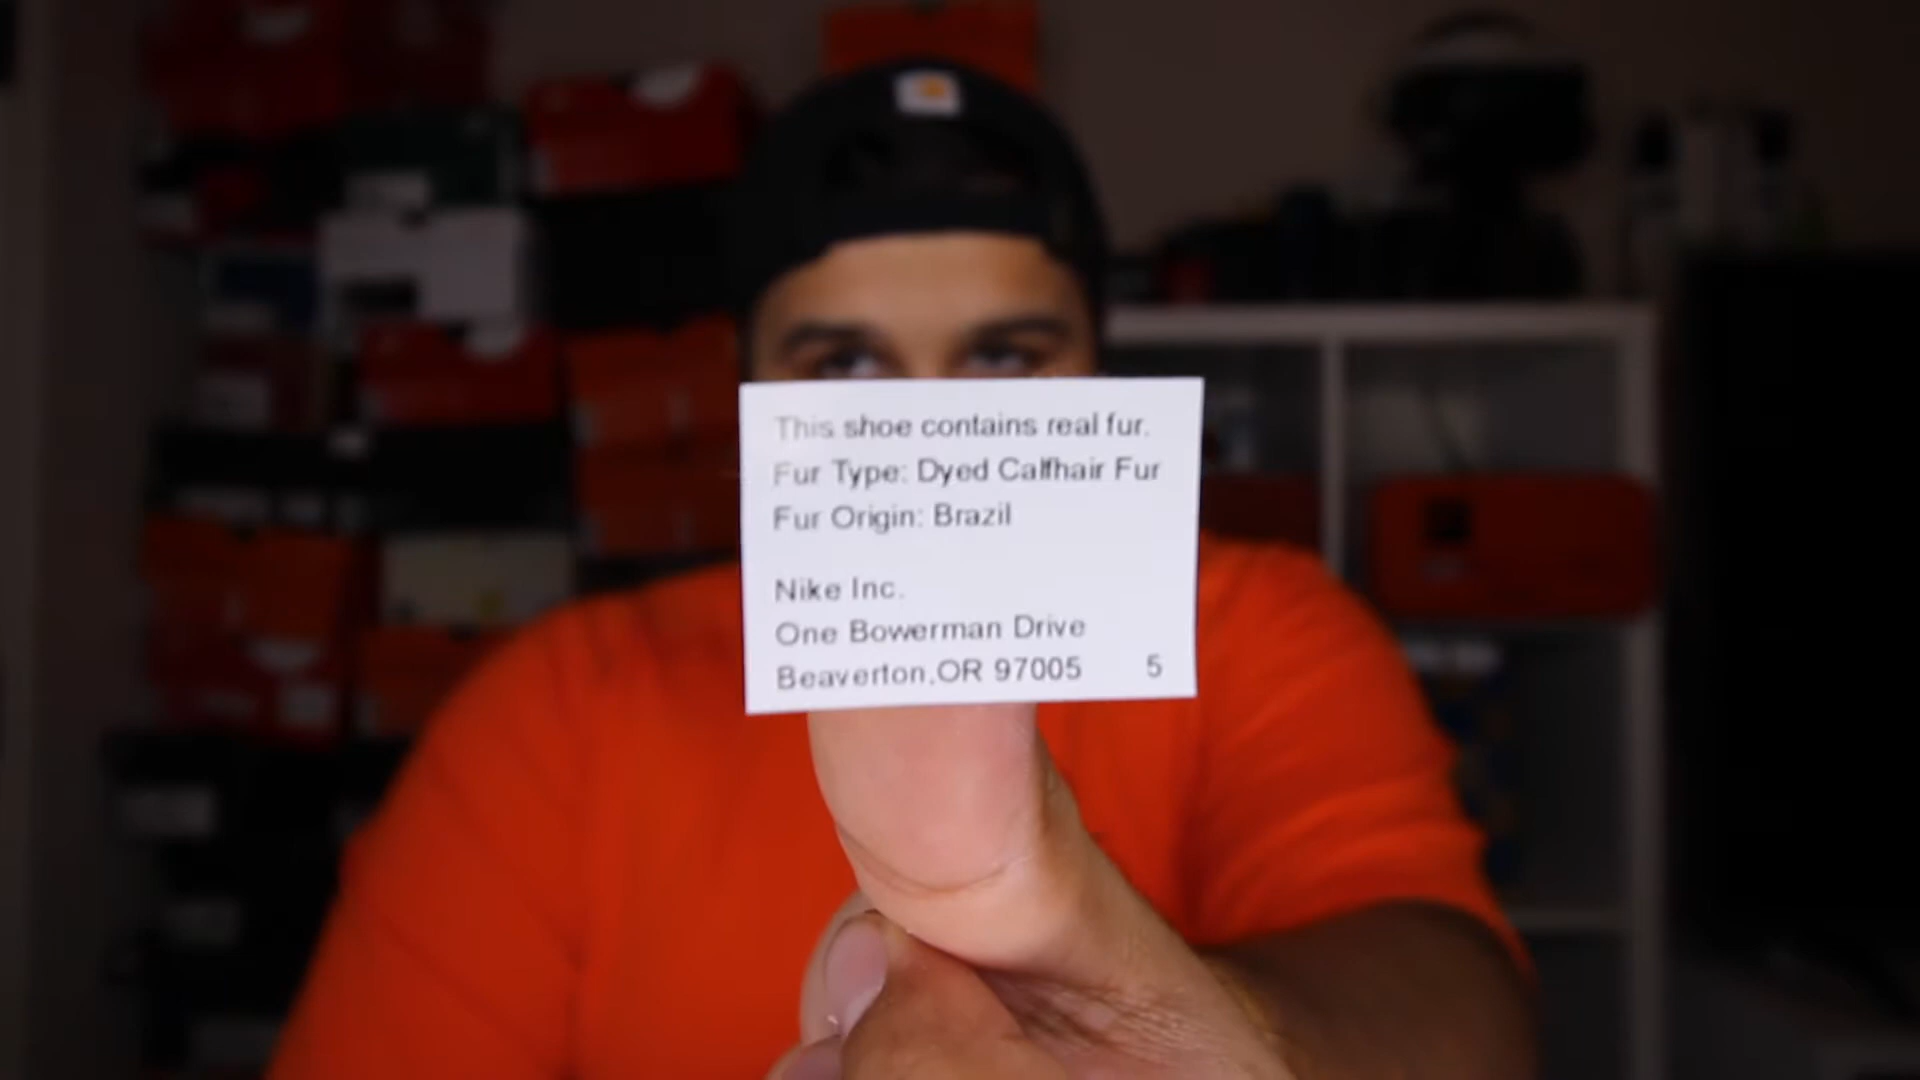 This shoe contains real fur.
Fur Type: Dyed Calfhair Fur
Fur Origin: Brazil
Nike Inc.
One Bowerman Drive
Beaverton,OR 97005 5